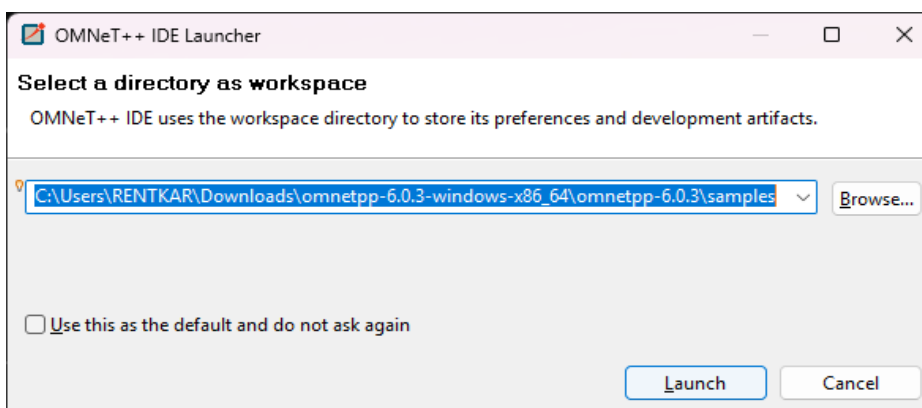 OMNeT++ IDE Launcher
Select a directory as workspace
OMNeT++ IDE uses the workspace directory to store its preferences and development artifacts.
C:\Users\RENTKAR\Downloads\omnetpp-6.0.3-windows-x86_64\omnetpp-6.0.3\samples Browse...
Use this as the default and do not ask again
Launch Cancel